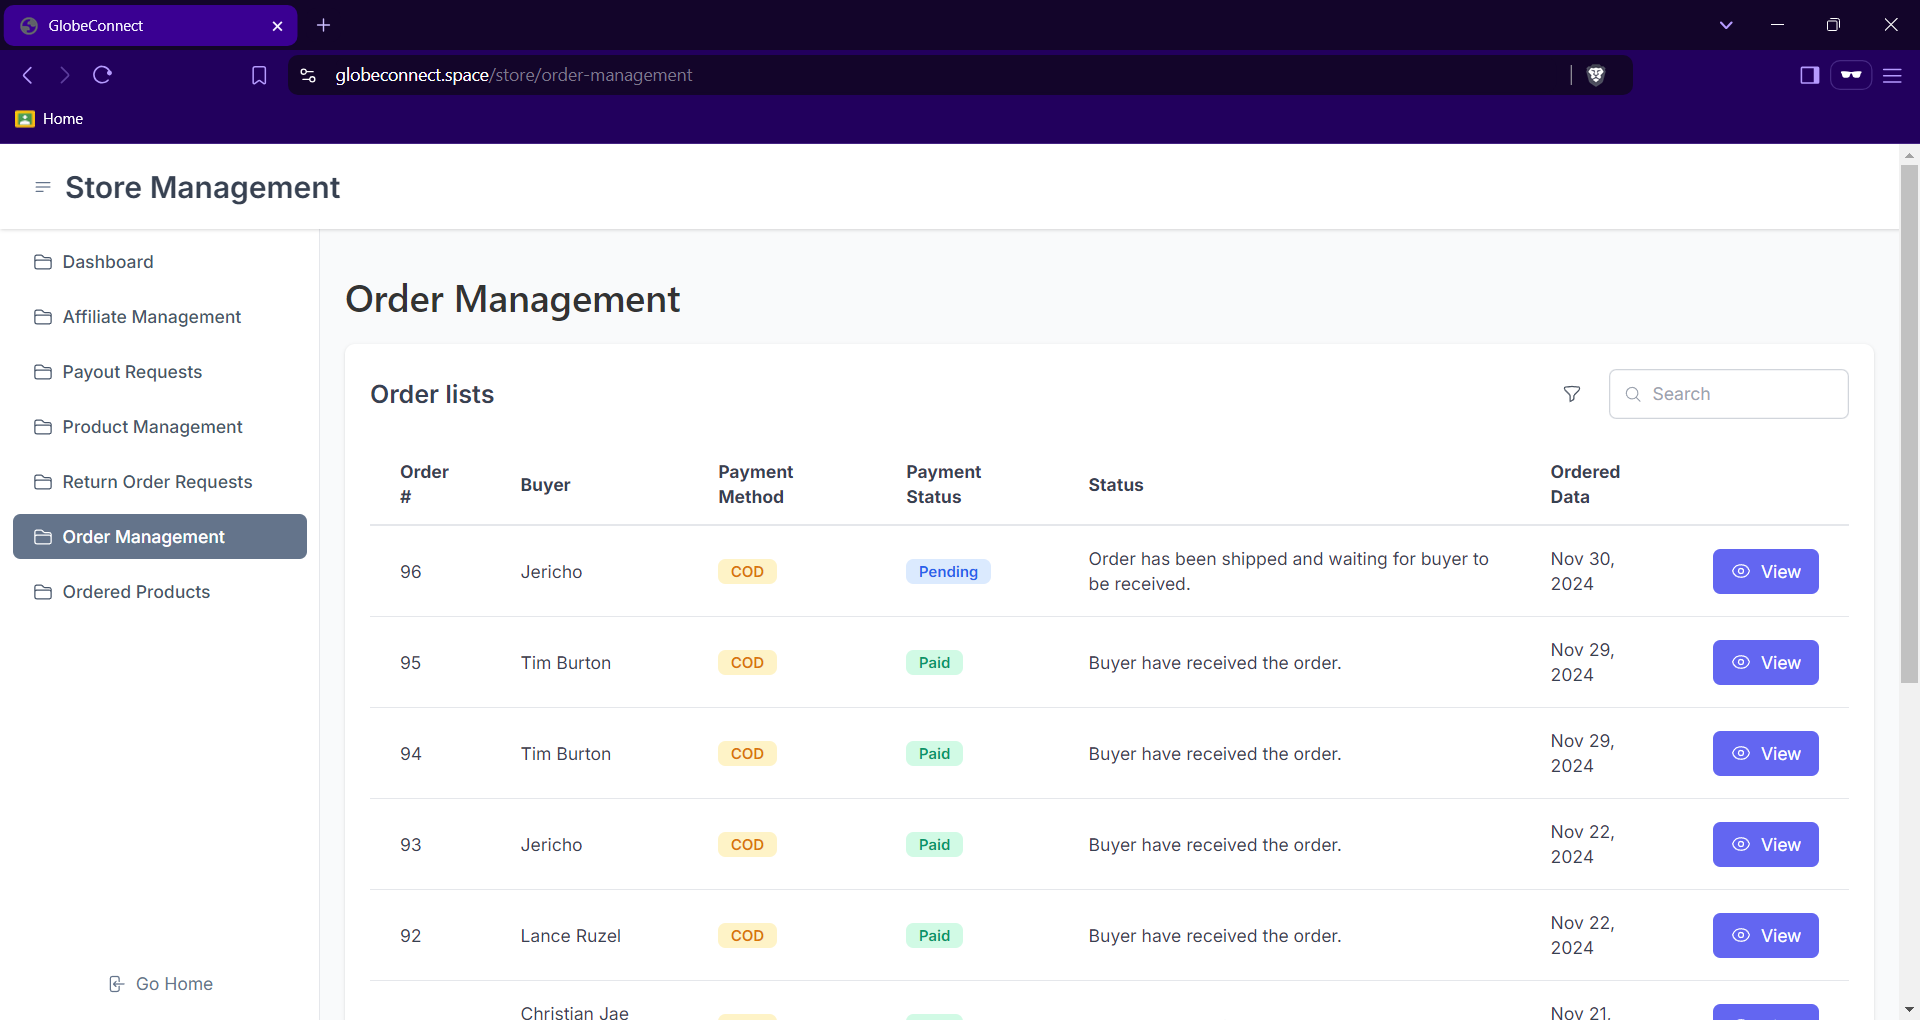 GlobeConnect
globeconnect.space/store/order-management
Home
Store Management
Dashboard
Affiliate Management
Payout Requests
Product Management
Return Order Requests
Order Management
Ordered Products
Go Home
Order Management
Order lists
Search
Order # Buyer Payment Method Payment Status Status Ordered Data
96 Jericho COD Pending Order has been shipped and waiting for buyer to be received. Nov 30, 2024 View
95 Tim Burton COD Paid Buyer have received the order. Nov 29, 2024 View
94 Tim Burton COD Paid Buyer have received the order. Nov 29, 2024 View
93 Jericho COD Paid Buyer have received the order. Nov 22, 2024 View
92 Lance Ruzel COD Paid Buyer have received the order. Nov 22, 2024 View
Christian Jae Nov 21,